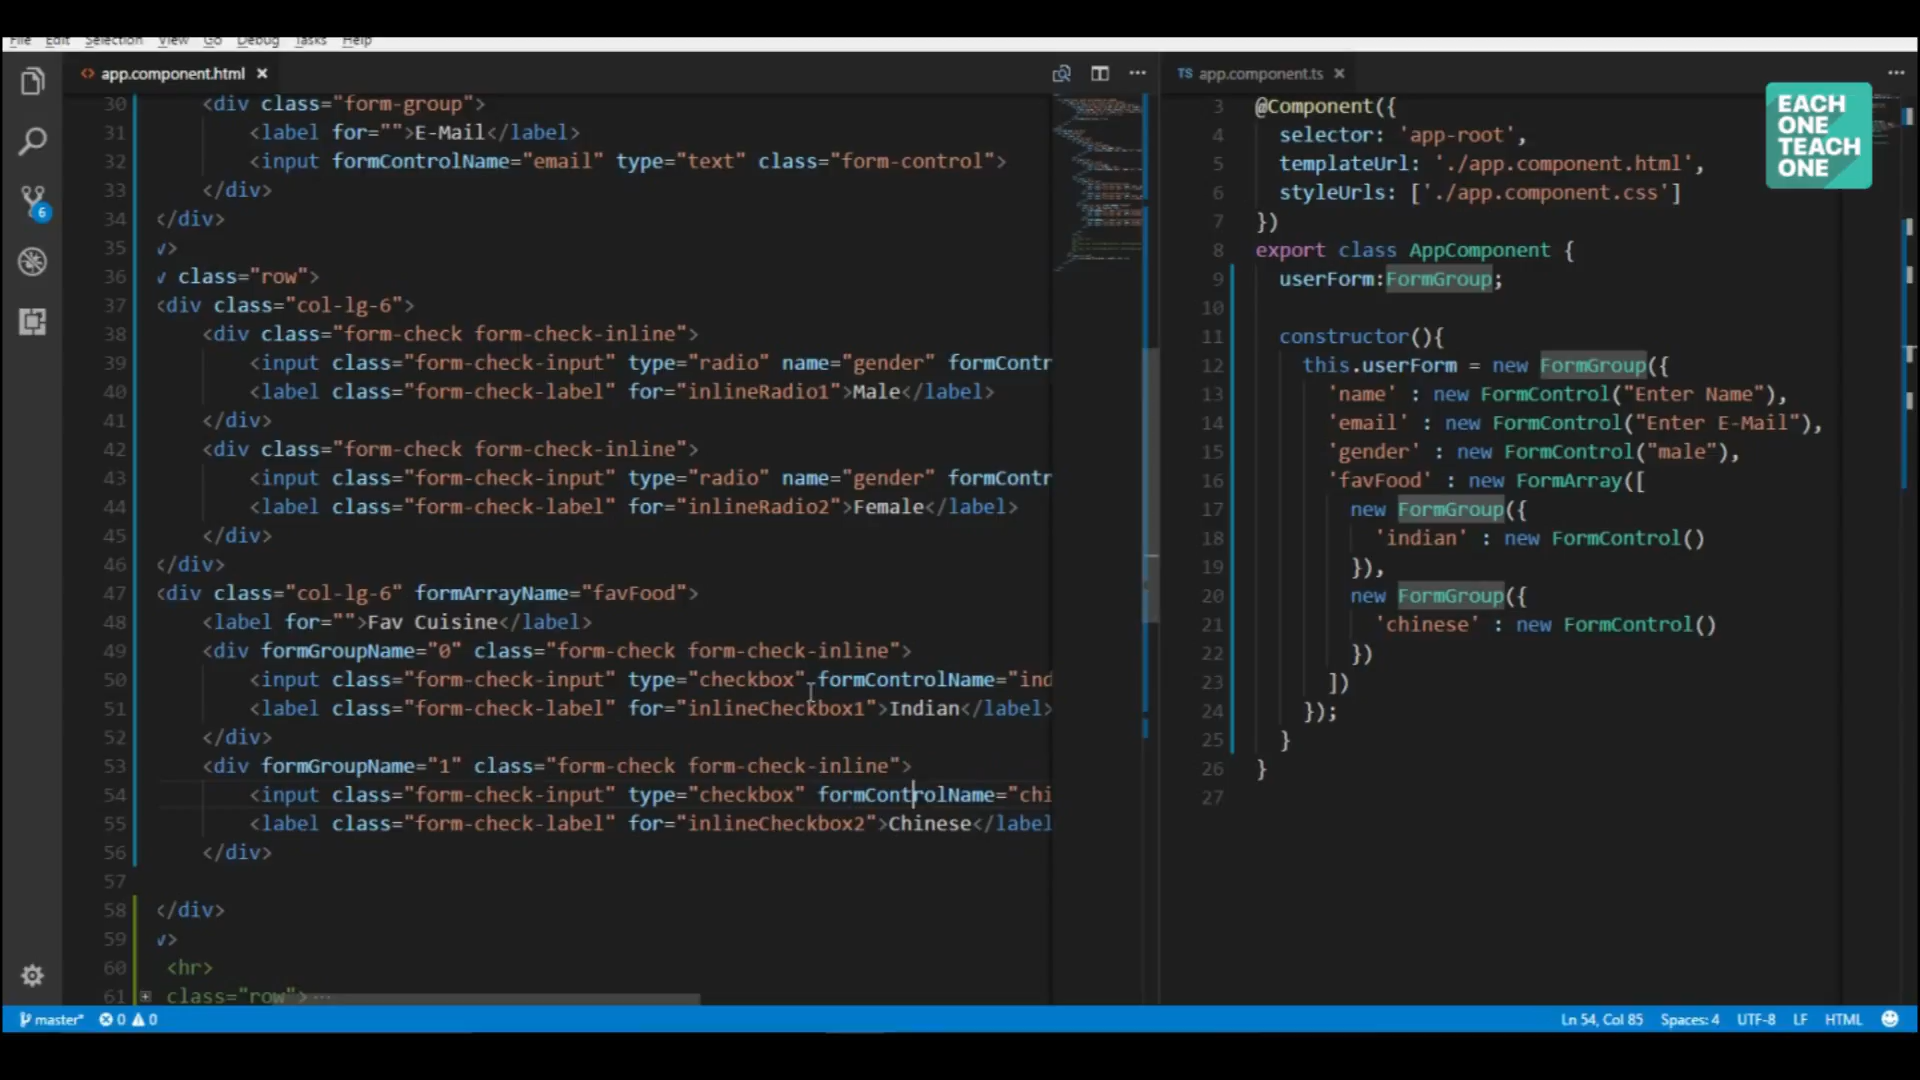 File Edit Selection View Go Debug Tasks Help
<> app.component.html ×
30 <div class="form-group">
31 <label for="">E-Mail</label>
32 <input formControlName="email" type="text" class="form-control">
33 </div>
34 </div>
35 v>
36 v class="row">
37 <div class="col-lg-6">
38 <div class="form-check form-check-inline">
39 <input class="form-check-input" type="radio" name="gender" formContr
40 <label class="form-check-label" for="inlineRadio1">Male</label>
41 </div>
42 <div class="form-check form-check-inline">
43 <input class="form-check-input" type="radio" name="gender" formContr
44 <label class="form-check-label" for="inlineRadio2">Female</label>
45 </div>
46 </div>
47 <div class="col-lg-6" formArrayName="favFood">
48 <label for="">Fav Cuisine</label>
49 <div formGroupName="0" class="form-check form-check-inline">
50 <input class="form-check-input" type="checkbox" formControlName="ind
51 <label class="form-check-label" for="inlineCheckbox1">Indian</label>
52 </div>
53 <div formGroupName="1" class="form-check form-check-inline">
54 <input class="form-check-input" type="checkbox" formControlName="chi
55 <label class="form-check-label" for="inlineCheckbox2">Chinese</label
56 </div>
57
58 </div>
59 v>
60 <hr>
61 class="row"> ...
TS app.component.ts ×
3 @Component({
4 selector: 'app-root',
5 templateUrl: './app.component.html',
6 styleUrls: ['./app.component.css']
7 })
8 export class AppComponent {
9 userForm:FormGroup;
10
11 constructor(){
12 this.userForm = new FormGroup({
13 'name' : new FormControl("Enter Name"),
14 'email' : new FormControl("Enter E-Mail"),
15 'gender' : new FormControl("male"),
16 'favFood' : new FormArray([
17 new FormGroup({
18 'indian' : new FormControl()
19 }),
20 new FormGroup({
21 'chinese' : new FormControl()
22 })
23 ])
24 });
25 }
26 }
27
EACH
ONE
TEACH
ONE
6
master* 0 0 Ln 54, Col 85 Spaces: 4 UTF-8 LF HTML